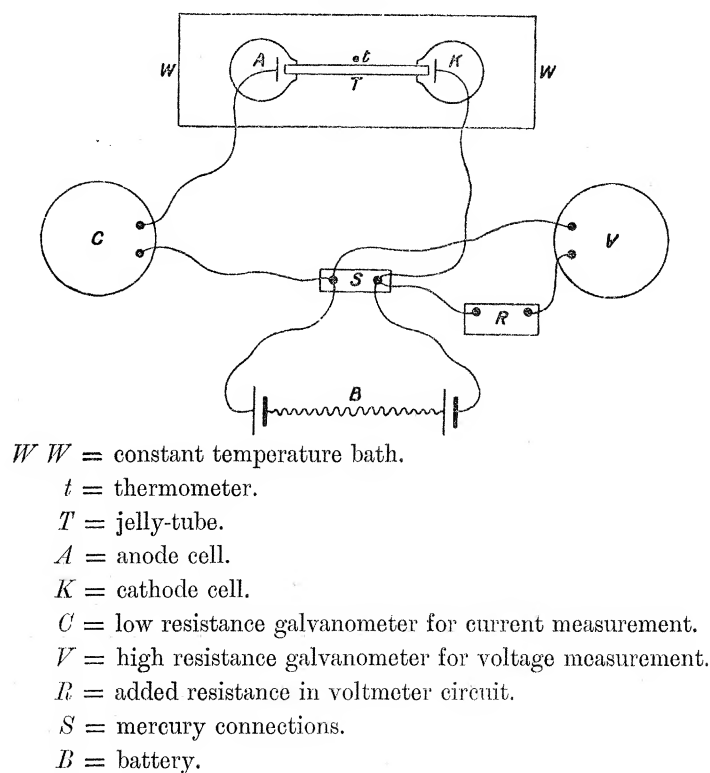 A t K
W T W
C V
S
R
B
W W = constant temperature bath.
t = thermometer.
T = jelly-tube.
A = anode cell.
K = cathode cell.
C = low resistance galvanometer for current measurement.
V = high resistance galvanometer for voltage measurement.
R = added resistance in voltmeter circuit.
S = mercury connections.
B = battery.